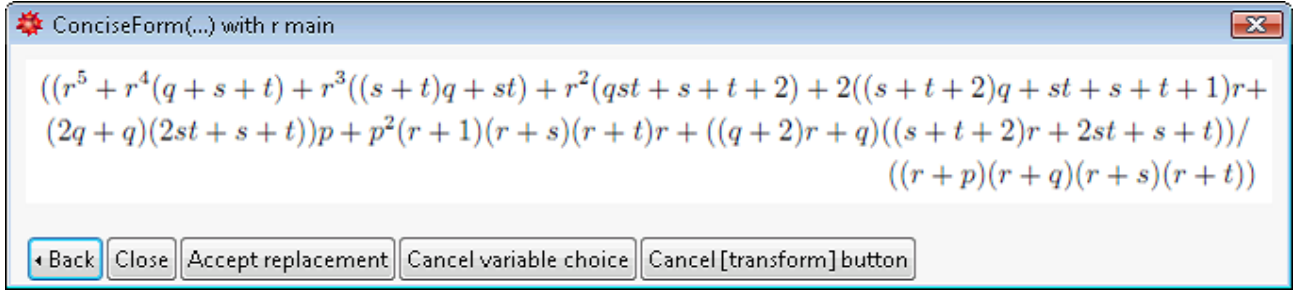 ConciseForm(...) with r main
((r^5 + r^4(q + s + t) + r^3((s + t)q + st) + r^2(qst + s + t + 2) + 2((s + t + 2)q + st + s + t + 1)r+
(2q + q)(2st + s + t))p + p^2(r + 1)(r + s)(r + t)r + ((q + 2)r + q)((s + t + 2)r + 2st + s + t))/
((r + p)(r + q)(r + s)(r + t))
Back Close Accept replacement Cancel variable choice Cancel [transform] button